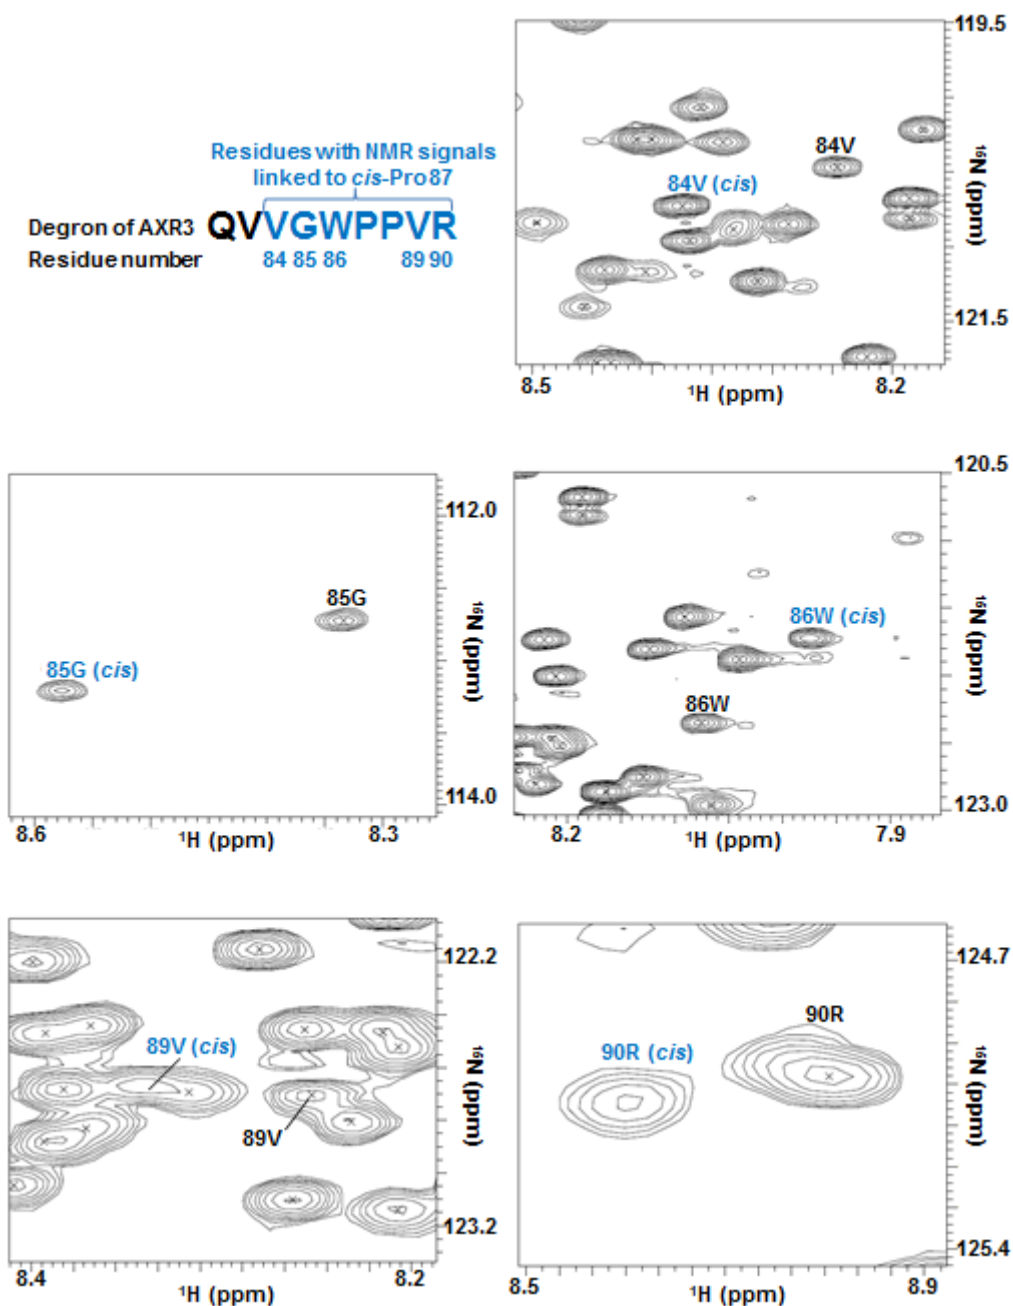 119.5
84V
Residues with NMR signals
linked to cis-Pro87
84V (cis)
¹⁵N (ppm)
Degron of AXR3 QVVGWPPVR
Residue number 84 85 86 89 90
121.5
8.5 8.2
¹H (ppm)
120.5
112.0
85G
86W (cis)
¹⁵N (ppm)
¹⁵N (ppm)
85G (cis)
86W
114.0
123.0
8.6 8.3
¹H (ppm)
8.2 7.9
¹H (ppm)
122.2
124.7
90R
89V (cis)
90R (cis)
¹⁵N (ppm)
¹⁵N (ppm)
89V
123.2
125.4
8.4 8.2
¹H (ppm)
8.5 8.9
¹H (ppm)